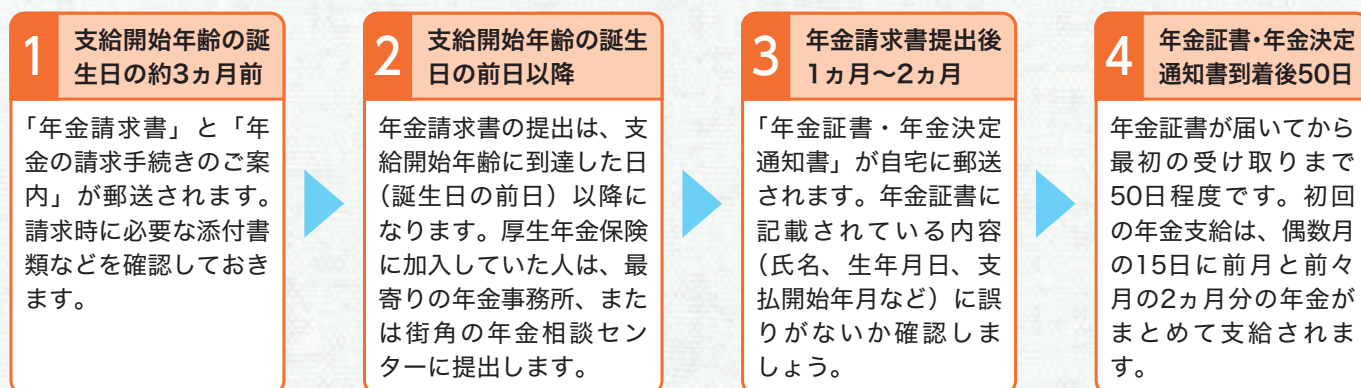 1
支給開始年齢の誕
生日の約3ヵ月前
「年金請求書」と「年
金の請求手続きのご案
内」が郵送されます。
請求時に必要な添付書
類などを確認しておき
ます。
2
支給開始年齢の誕生
日の前日以降
年金請求書の提出は、支
給開始年齢に到達した日
（誕生日の前日）以降に
なります。厚生年金保険
に加入していた人は、最
寄りの年金事務所、また
は街角の年金相談セン
ターに提出します。
3
年金請求書提出後
1ヵ月〜2ヵ月
「年金証書・年金決定
通知書」が自宅に郵送
されます。年金証書に
記載されている内容
（氏名、生年月日、支
払開始年月など）に誤
りがないか確認しま
しょう。
4
年金証書・年金決定
通知書到着後50日
年金証書が届いてから
最初の受け取りまで
50日程度です。初回
の年金支給は、偶数月
の15日に前月と前々
月の2ヵ月分の年金が
まとめて支給されま
す。